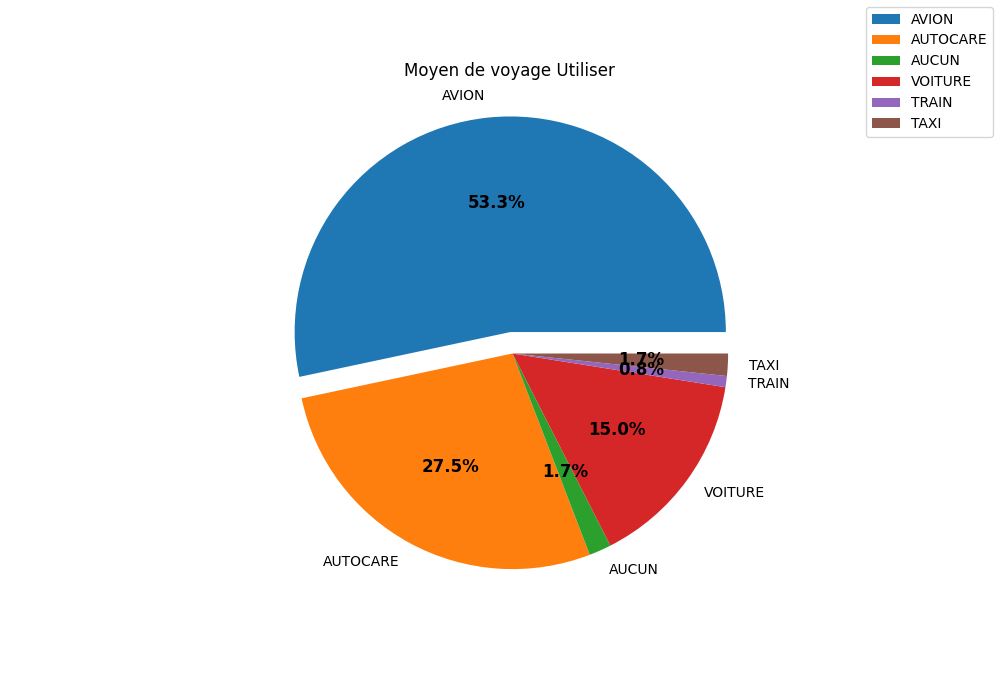 AVION
AUTOCARE
AUCUN
VOITURE
TRAIN
TAXI
Moyen de voyage Utiliser
AVION
53.3%
1.7%
TAXI
0.8%
TRAIN
15.0%
27.5%
1.7%
VOITURE
AUTOCARE
AUCUN